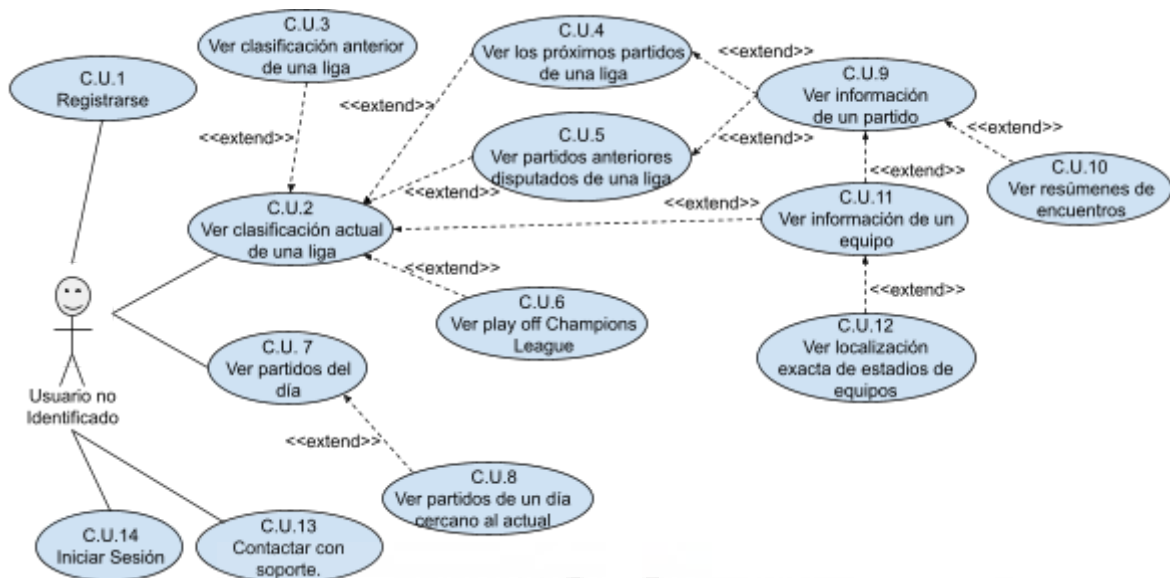 C.U.3
Ver clasificación anterior
de una liga
C.U.4
Ver los próximos partidos
de una liga
<<extend>>
C.U.1
Registrarse
C.U.9
Ver información
de un partido
<<extend>>
<<extend>>
C.U.5
Ver partidos anteriores
disputados de una liga
<<extend>>
<<extend>>
C.U.10
Ver resúmenes de
encuentros
<<extend>>
<<extend>>
<<extend>>
C.U.2
Ver clasificación actual
de una liga
C.U.11
Ver información de un
equipo
<<extend>>
C.U.6
Ver play off Champions
League
<<extend>>
C.U.12
Ver localización
exacta de estadios de
equipos
C.U. 7
Ver partidos del
día
Usuario no
Identificado
<<extend>>
C.U.8
Ver partidos de un día
cercano al actual
C.U.14
Iniciar Sesión
C.U.13
Contactar con
soporte.